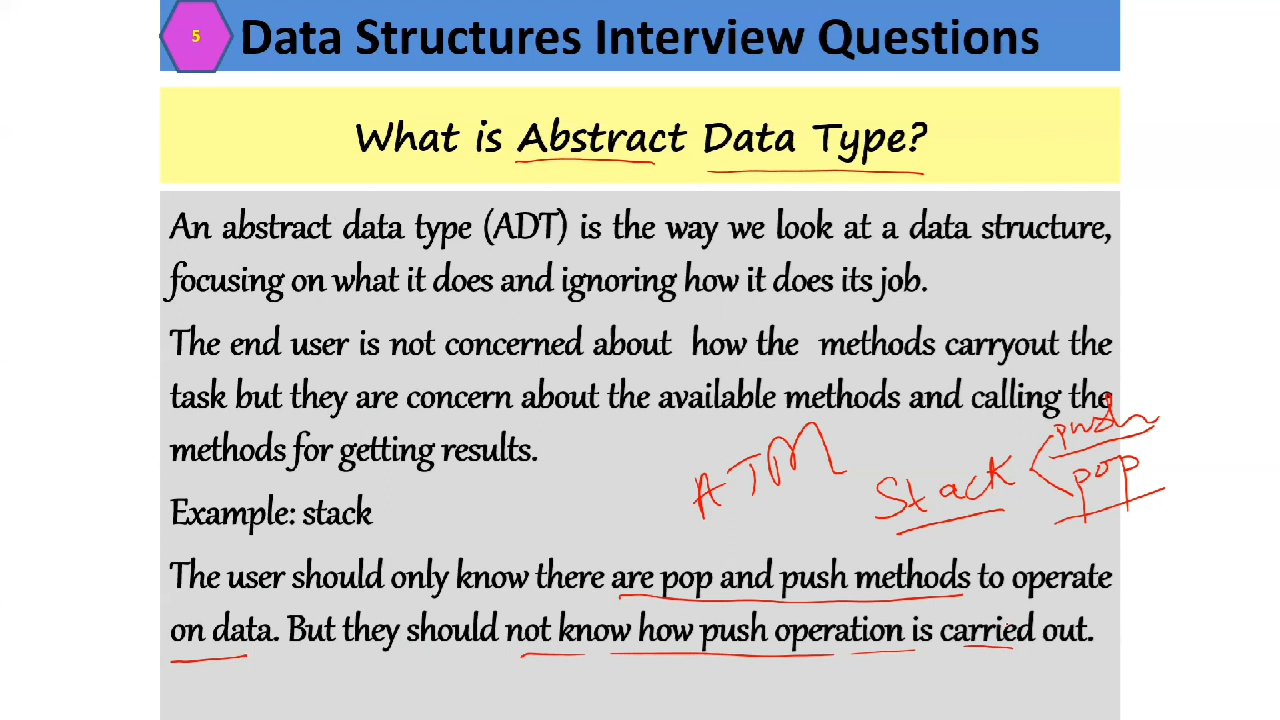 5
Data Structures Interview Questions
What is Abstract Data Type?
An abstract data type (ADT) is the way we look at a data structure,
focusing on what it does and ignoring how it does its job.
The end user is not concerned about how the methods carryout the
task but they are concern about the available methods and calling the
methods for getting results.
push
ATM Stack pop
Example: stack
The user should only know there are pop and push methods to operate
on data. But they should not know how push operation is carried out.